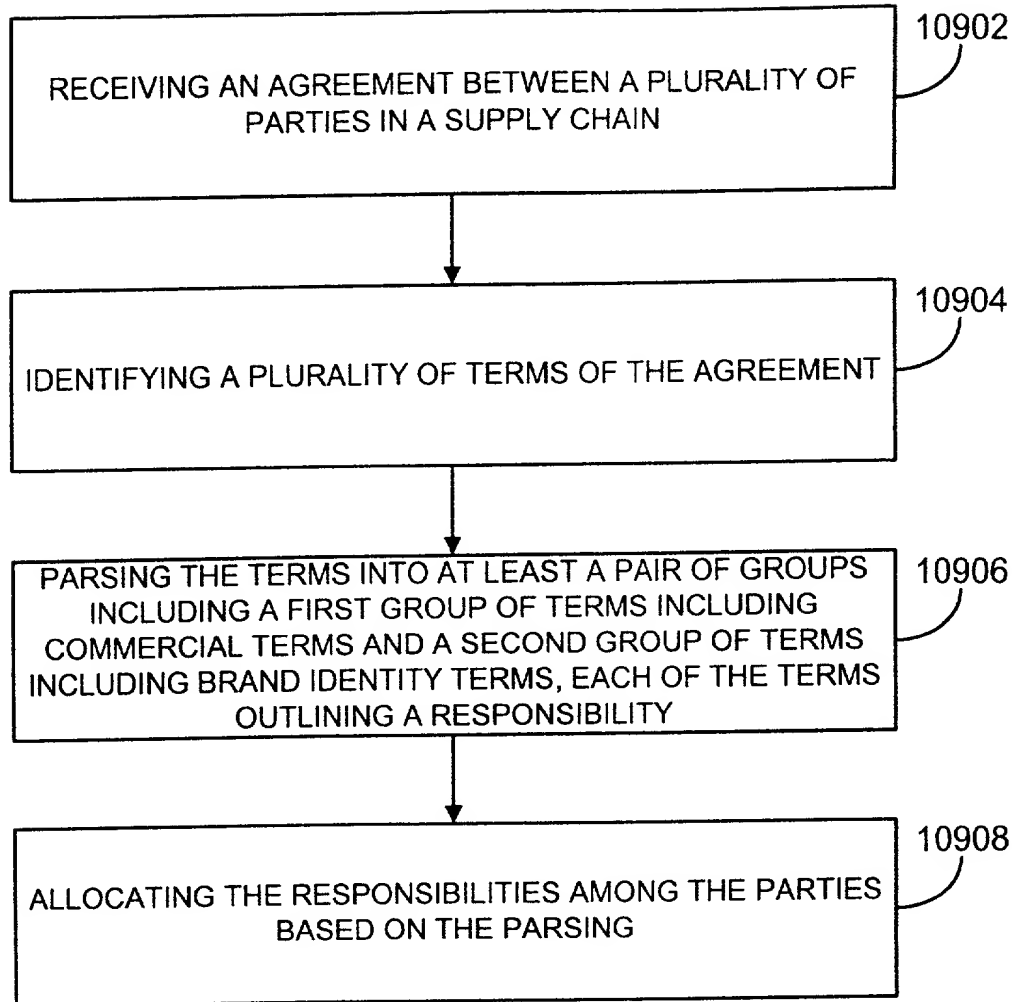 10902
RECEIVING AN AGREEMENT BETWEEN A PLURALITY OF
PARTIES IN A SUPPLY CHAIN
10904
IDENTIFYING A PLURALITY OF TERMS OF THE AGREEMENT
10906
PARSING THE TERMS INTO AT LEAST A PAIR OF GROUPS
INCLUDING A FIRST GROUP OF TERMS INCLUDING
COMMERCIAL TERMS AND A SECOND GROUP OF TERMS
INCLUDING BRAND IDENTITY TERMS, EACH OF THE TERMS
OUTLINING A RESPONSIBILITY
10908
ALLOCATING THE RESPONSIBILITIES AMONG THE PARTIES
BASED ON THE PARSING